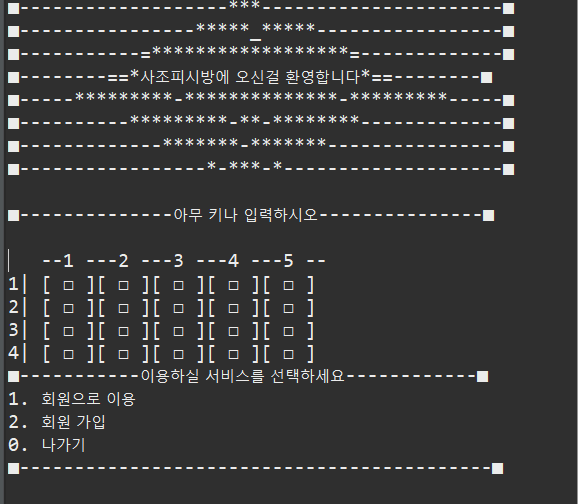 ■-------------------***----------------------■
■----------------*****_*****-----------------■
■-----------=******************=-------------■
■--------==*사조피시방에 오신걸 환영합니다*==--------■
■-----*********-**************-*********-----■
■----------*********-**-********-------------■
■-------------*******-*******----------------■
■-----------------*-***-*--------------------■
■--------------아무 키나 입력하시오---------------■
--1 ---2 ---3 ---4 ---5 --
1| [ □ ][ □ ][ □ ][ □ ][ □ ]
2| [ □ ][ □ ][ □ ][ □ ][ □ ]
3| [ □ ][ □ ][ □ ][ □ ][ □ ]
4| [ □ ][ □ ][ □ ][ □ ][ □ ]
■-----------이용하실 서비스를 선택하세요------------■
1. 회원으로 이용
2. 회원 가입
0. 나가기
■-------------------------------------------■